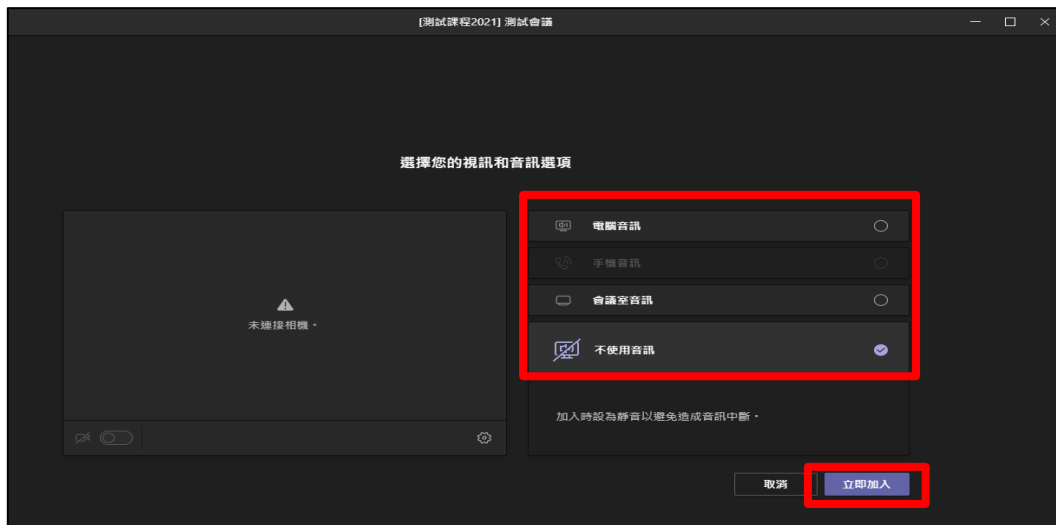 [測試課程2021] 測試會議
選擇您的視訊和音訊選項
電腦音訊
手機音訊
會議室音訊
未連接相機。
不使用音訊
加入時設為靜音以避免造成音訊中斷。
取消
立即加入